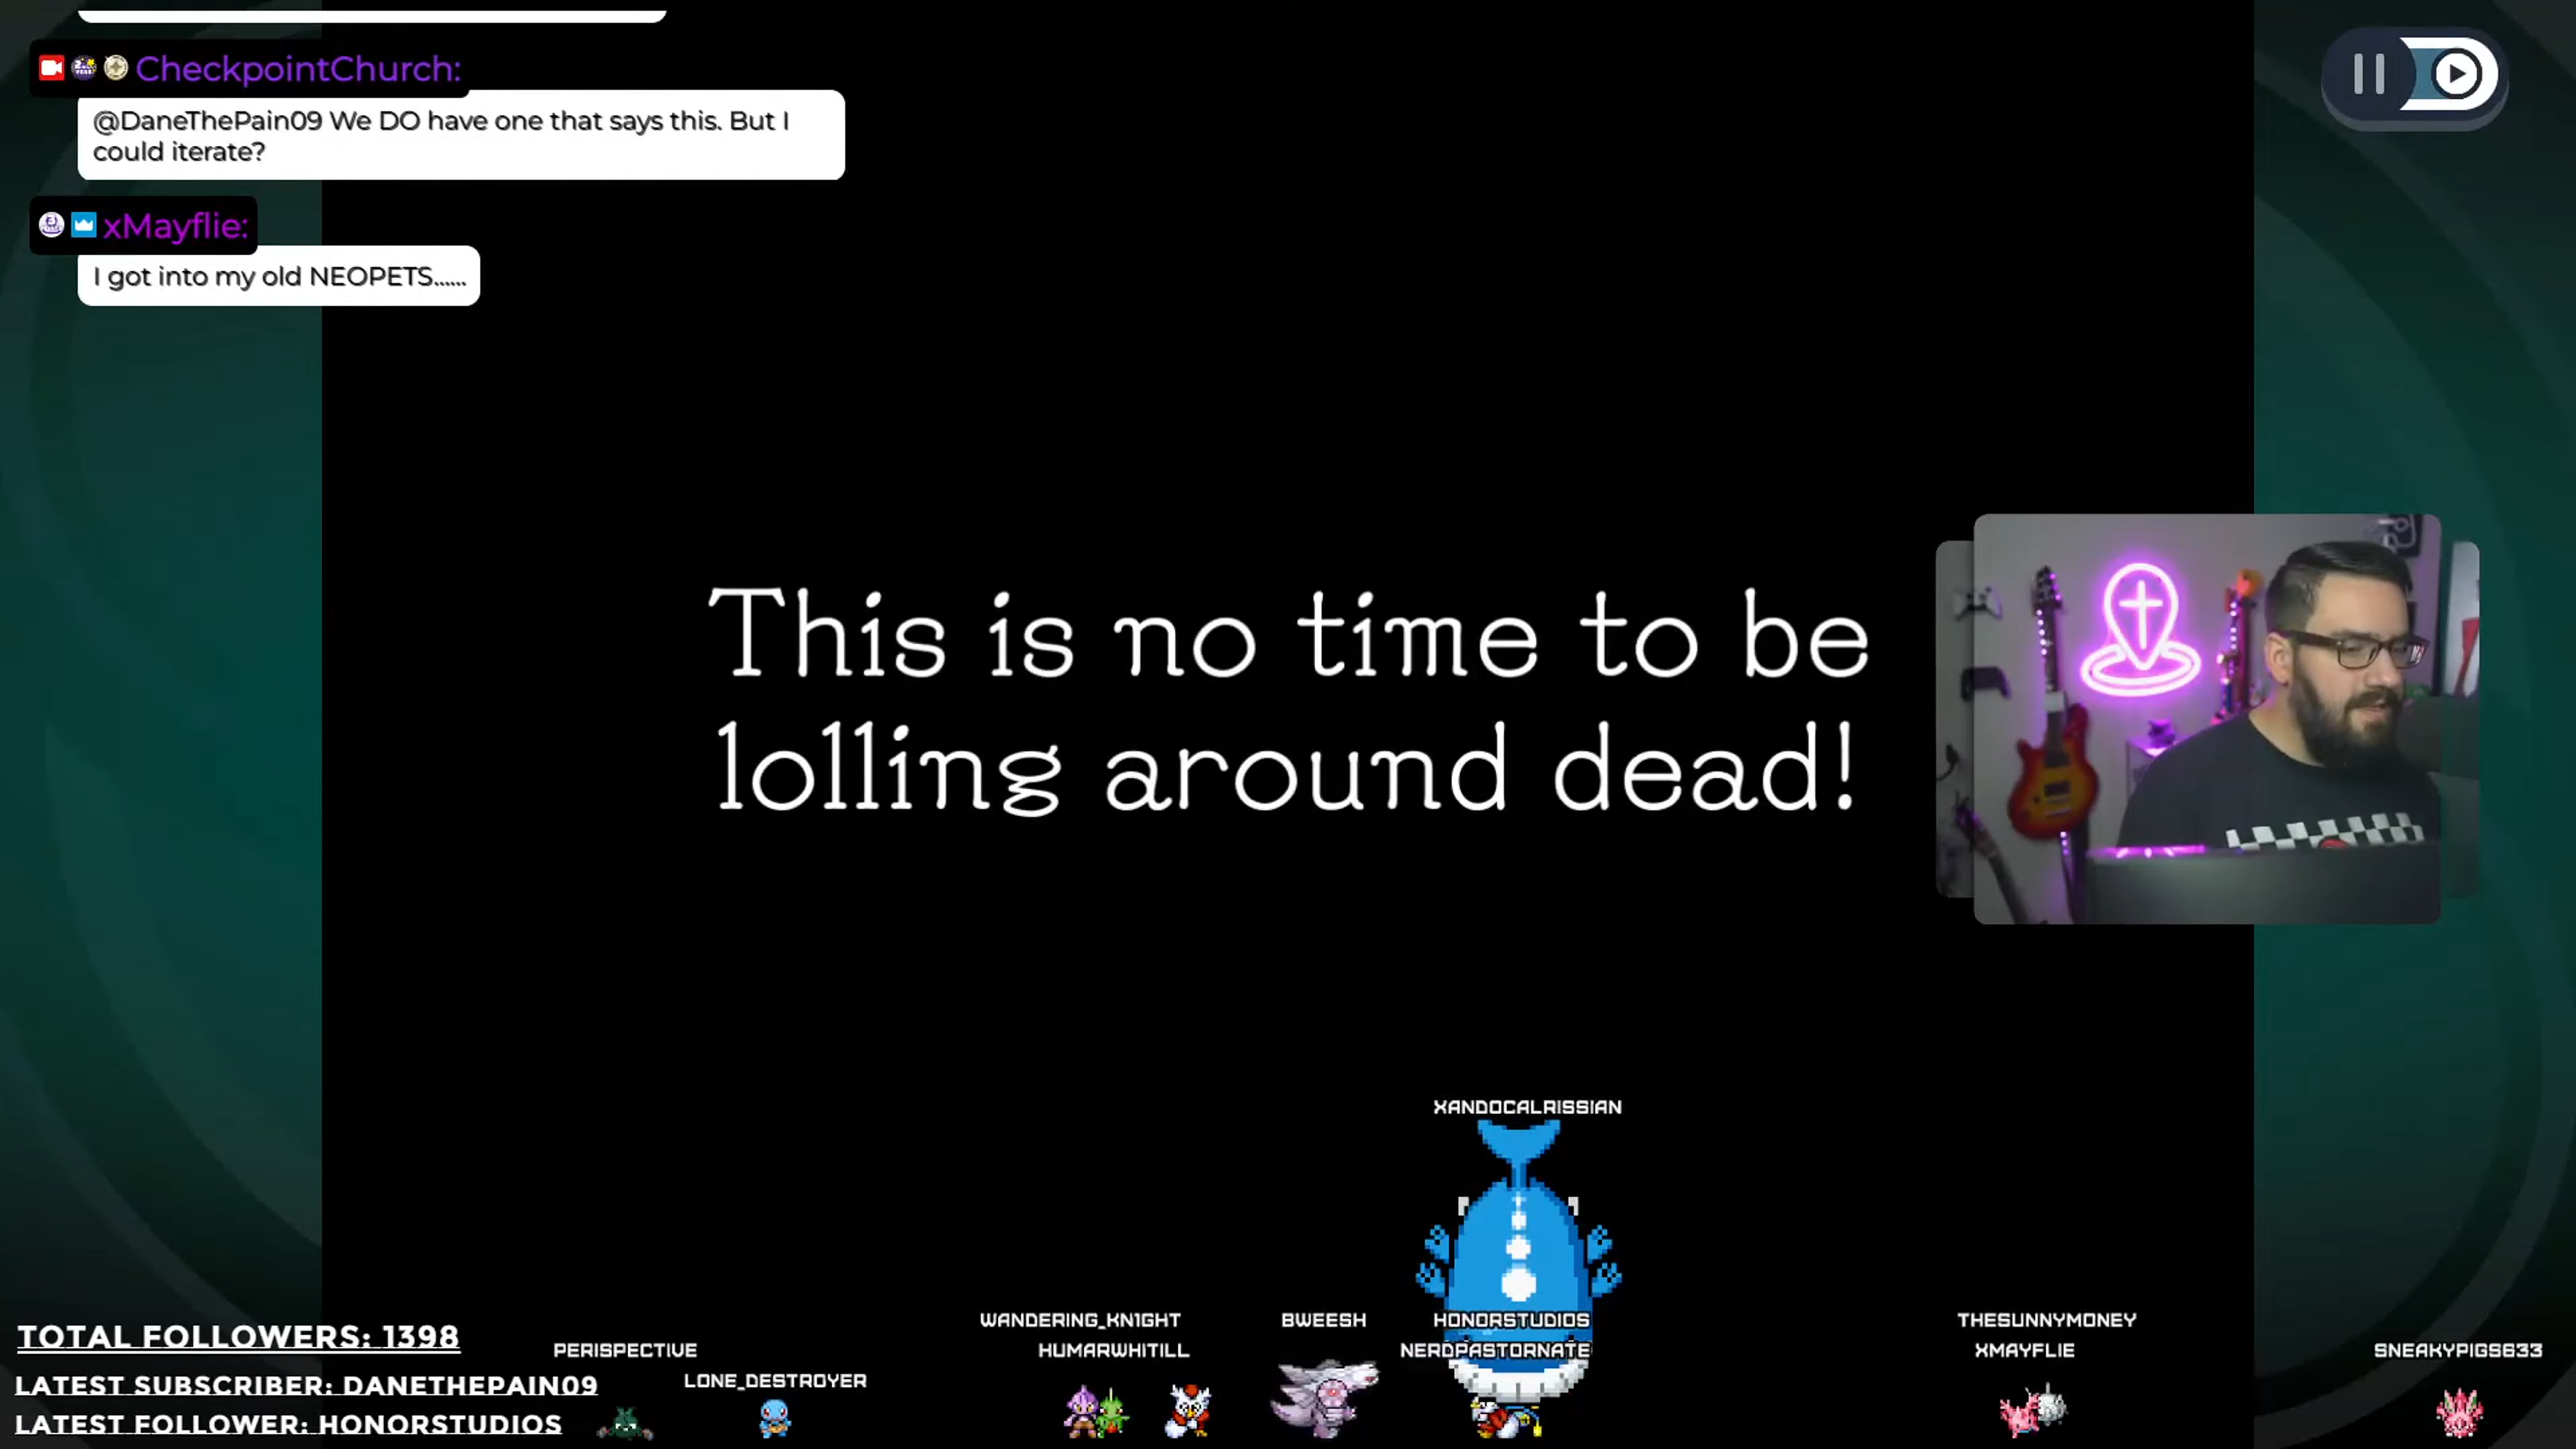 CheckpointChurch:
@DaneThePain09 We DO have one that says this. But I
could iterate?
xMayflie:
I got into my old NEOPETS......
This is no time to be
lolling around dead!
XANDOCALRISSIAN
WANDERING_KN1GHT
BWEESH
HONORSTUDIOS
THESUNNYMONEY
TOTAL FOLLOWERS: 1398
PERISPECTIVE
HUMARWHITILL
NERDPASTORNATE
XMAYFLIE
SNEAKYPIGS633
LATEST SUBSCRIBER: DANETHEPAIN09
LONE_DESTROYER
LATEST FOLLOWER: HONORSTUDIOS